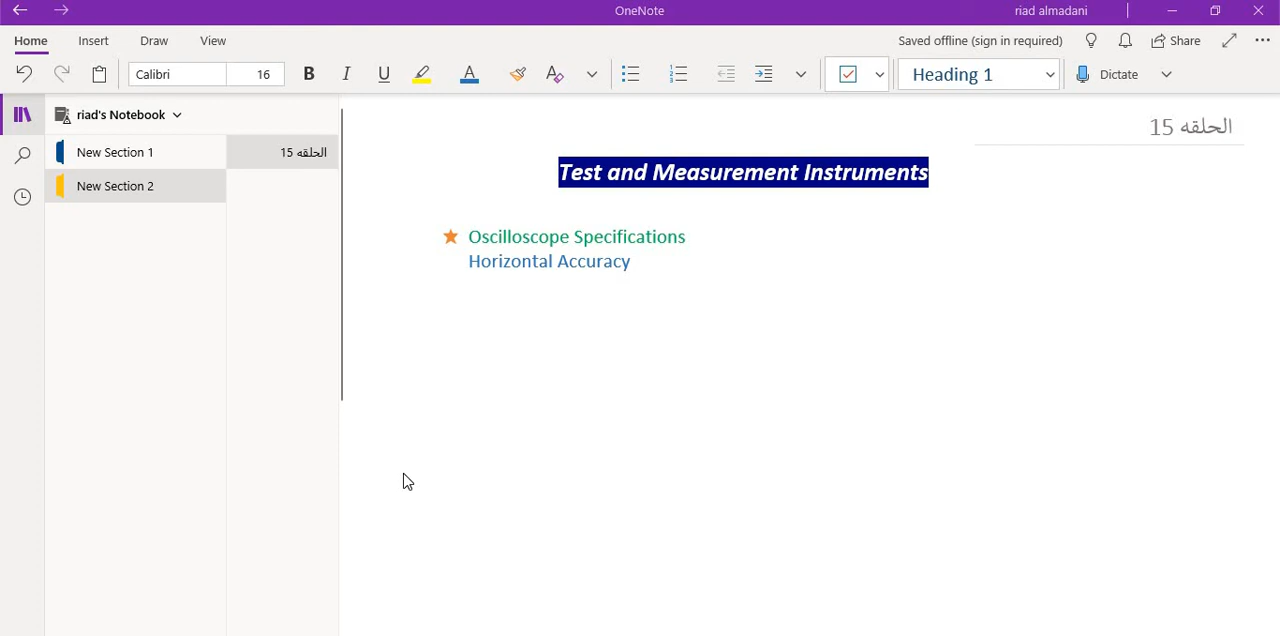 OneNote
riad almadani
Home
Insert
Draw
View
Saved offline (sign in required)
Share
Calibri
16
B
I
U
A
A
Heading 1
Dictate
riad's Notebook
New Section 1
New Section 2
الحلقه 15
الحلقه 15
Test and Measurement Instruments
Oscilloscope Specifications
Horizontal Accuracy